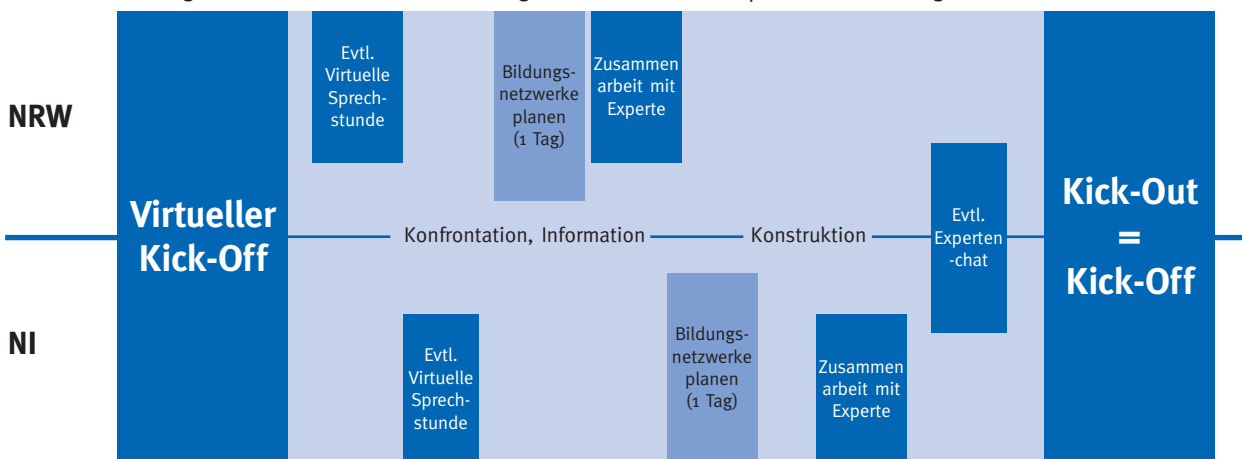 NRW
NI
Virtueller
Kick-Off
Evtl.
Virtuelle
Sprech-
stunde
Bildungs-
netzwerke
planen
(1 Tag)
Zusammen
arbeit mit
Experte
Konfrontation, Information
Konstruktion
Evtl.
Virtuelle
Sprech-
stunde
Bildungs-
netzwerke
planen
(1 Tag)
Zusammen
arbeit mit
Experte
Evtl.
Experten
-chat
Kick-Out
=
Kick-Off